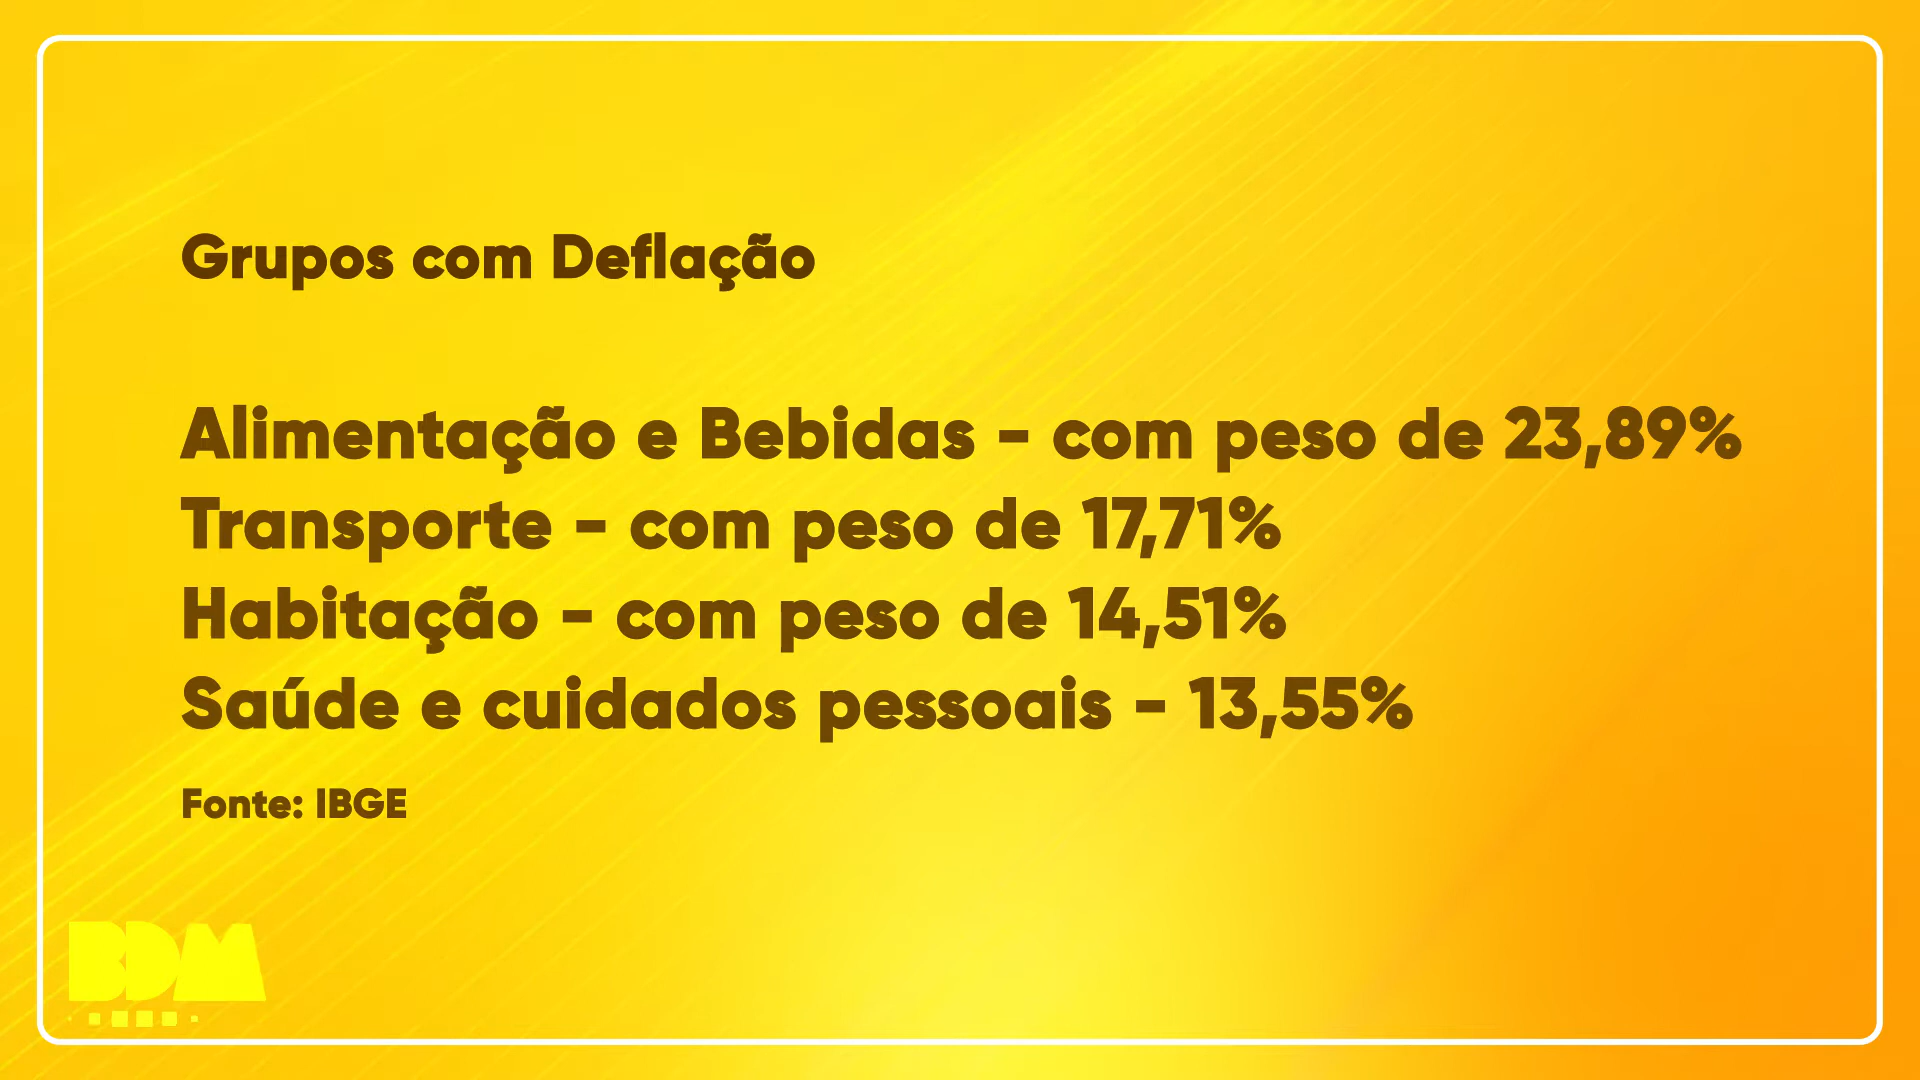 Grupos com Deflação
Alimentação e Bebidas - com peso de 23,89%
Transporte - com peso de 17,71%
Habitação - com peso de 14,51%
Saúde e cuidados pessoais - 13,55%
Fonte: IBGE
BDM